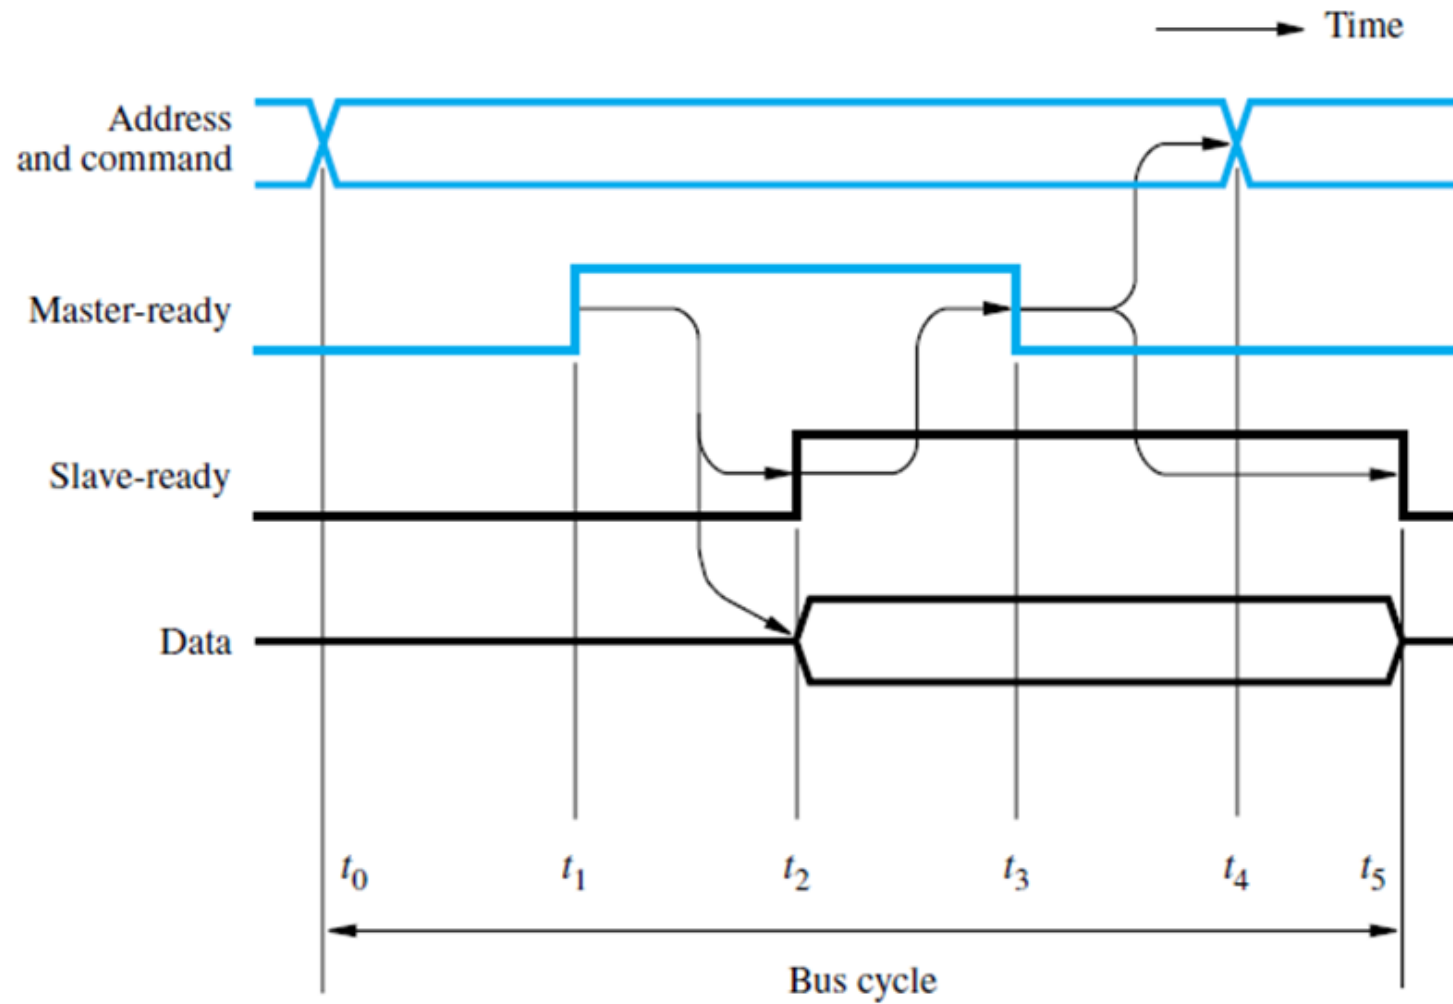 Time
Address
and command
Master-ready
Slave-ready
Data
t0 t1 t2 t3 t4 t5
Bus cycle